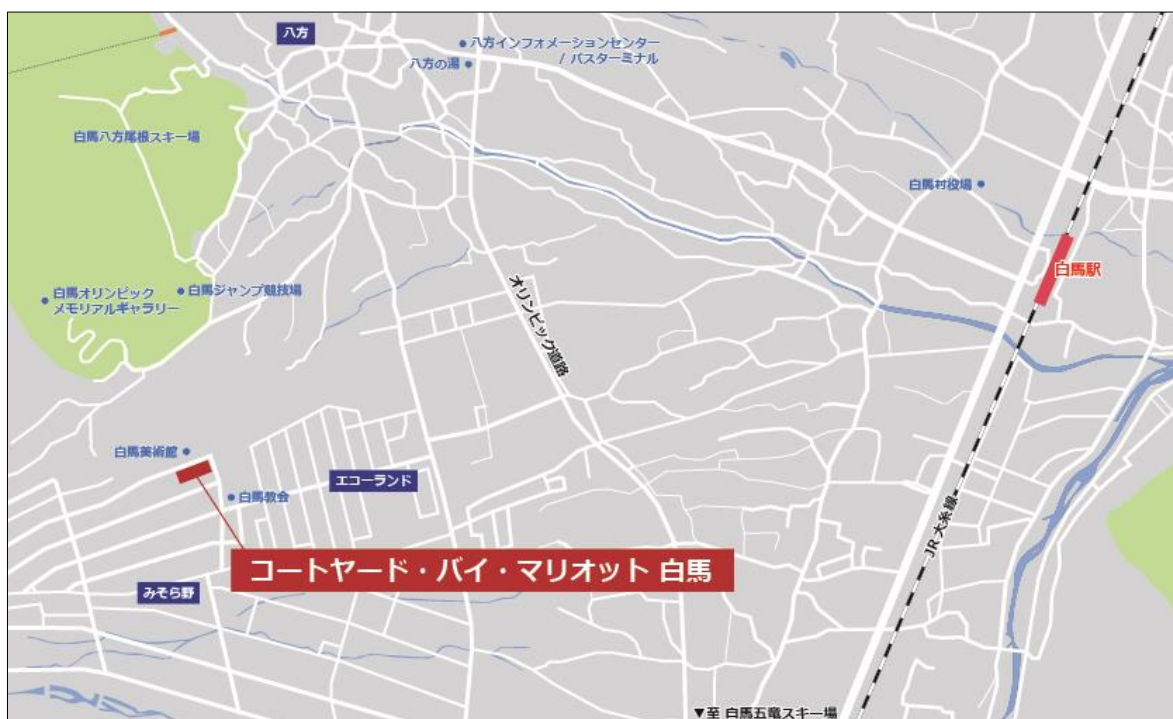 八方
八方インフォメーションセンター
/ バスターミナル
八方の湯
白馬八方尾根スキー場
白馬村役場
白馬駅
白馬オリンピック
メモリアルギャラリー
白馬ジャンプ競技場
オリンピック道路
白馬美術館
エコーランド
白馬教会
JR大糸線
コートヤード・バイ・マリオット 白馬
みそら野
▼至 白馬五竜スキー場